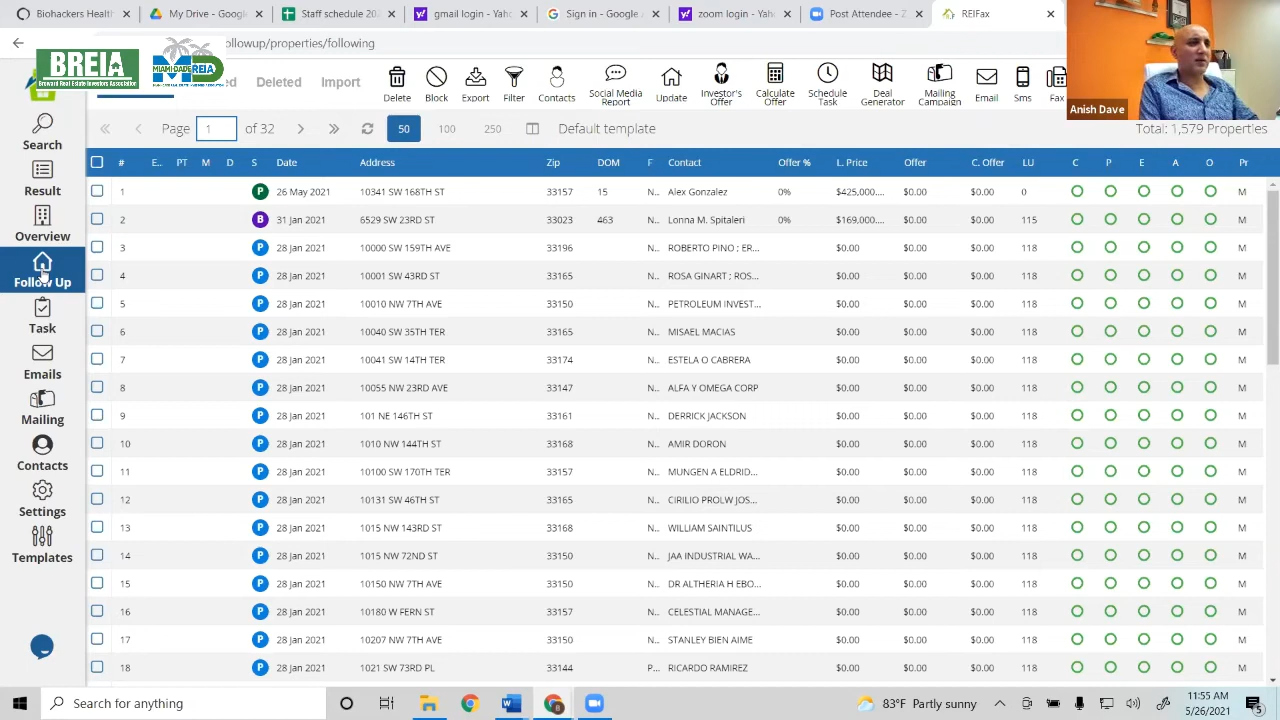 Biohackers Health
My Drive - Google
Staff schedule 202
gmail login - Yaho
Sign in - Google
zoom login - Yaho
Post Attendee - Z
REIFax
ollowup/properties/following
BREIA
Broward Real Estate Investors Association
MIAMI-DADE REIA
MD
ed
Deleted
Import
Delete
Block
Export
Filter
Contacts
Social Media Report
Update
Investor Offer
Calculate Offer
Schedule Task
Deal Generator
Mailing Campaign
Email
Sms
Fax
Anish Dave
Page 1 of 32
50
100
250
Default template
Total: 1,579 Properties
Search
Result
Overview
Follow Up
Task
Emails
Mailing
Contacts
Settings
Templates
# E.. PT M D S Date Address Zip DOM F Contact Offer % L. Price Offer C. Offer LU C P E A O Pr
1 P 26 May 2021 10341 SW 168TH ST 33157 15 N.. Alex Gonzalez 0% $425,000.... $0.00 $0.00 0 M
2 B 31 Jan 2021 6529 SW 23RD ST 33023 463 N.. Lonna M. Spitaleri 0% $169,000.... $0.00 $0.00 115 M
3 P 28 Jan 2021 10000 SW 159TH AVE 33196 N.. ROBERTO PINO ; ER... $0.00 $0.00 $0.00 118 M
4 P 28 Jan 2021 10001 SW 43RD ST 33165 N.. ROSA GINART ; ROS... $0.00 $0.00 $0.00 118 M
5 P 28 Jan 2021 10010 NW 7TH AVE 33150 N.. PETROLEUM INVEST... $0.00 $0.00 $0.00 118 M
6 P 28 Jan 2021 10040 SW 35TH TER 33165 N.. MISAEL MACIAS $0.00 $0.00 $0.00 118 M
7 P 28 Jan 2021 10041 SW 14TH TER 33174 N.. ESTELA O CABRERA $0.00 $0.00 $0.00 118 M
8 P 28 Jan 2021 10055 NW 23RD AVE 33147 N.. ALFA Y OMEGA CORP $0.00 $0.00 $0.00 118 M
9 P 28 Jan 2021 101 NE 146TH ST 33161 N.. DERRICK JACKSON $0.00 $0.00 $0.00 118 M
10 P 28 Jan 2021 1010 NW 144TH ST 33168 N.. AMIR DORON $0.00 $0.00 $0.00 118 M
11 P 28 Jan 2021 10100 SW 170TH TER 33157 N.. MUNGEN A ELDRID... $0.00 $0.00 $0.00 118 M
12 P 28 Jan 2021 10131 SW 46TH ST 33165 N.. CIRILIO PROLW JOS... $0.00 $0.00 $0.00 118 M
13 P 28 Jan 2021 1015 NW 143RD ST 33168 N.. WILLIAM SAINTILUS $0.00 $0.00 $0.00 118 M
14 P 28 Jan 2021 1015 NW 72ND ST 33150 N.. JAA INDUSTRIAL WA... $0.00 $0.00 $0.00 118 M
15 P 28 Jan 2021 10150 NW 7TH AVE 33150 N.. DR ALTHERIA H EBO... $0.00 $0.00 $0.00 118 M
16 P 28 Jan 2021 10180 W FERN ST 33157 N.. CELESTIAL MANAGE... $0.00 $0.00 $0.00 118 M
17 P 28 Jan 2021 10207 NW 7TH AVE 33150 N.. STANLEY BIEN AIME $0.00 $0.00 $0.00 118 M
18 P 28 Jan 2021 1021 SW 73RD PL 33144 P... RICARDO RAMIREZ $0.00 $0.00 $0.00 118 M
Search for anything
83°F Partly sunny
11:55 AM
5/26/2021
5